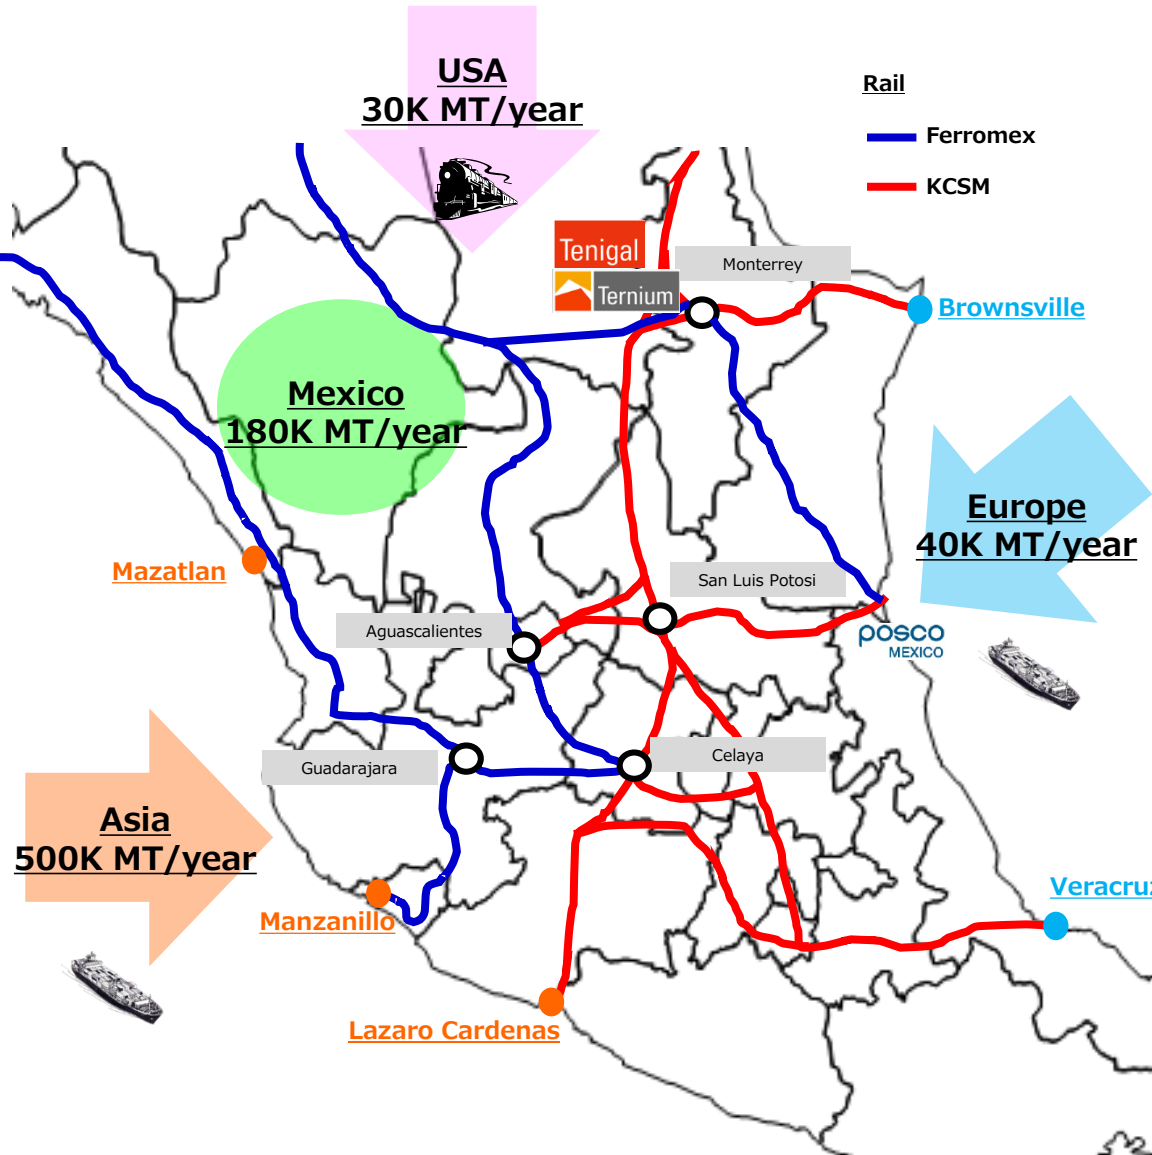 USA
30K MT/year
Rail
Ferromex
KCSM
Tenigal
Ternium
Monterrey
Brownsville
Mexico
180K MT/year
Europe
40K MT/year
Mazatlan
San Luis Potosi
Aguascalientes
posco
MEXICO
Guadarajara
Celaya
Asia
500K MT/year
Manzanillo
Veracruz
Lazaro Cardenas